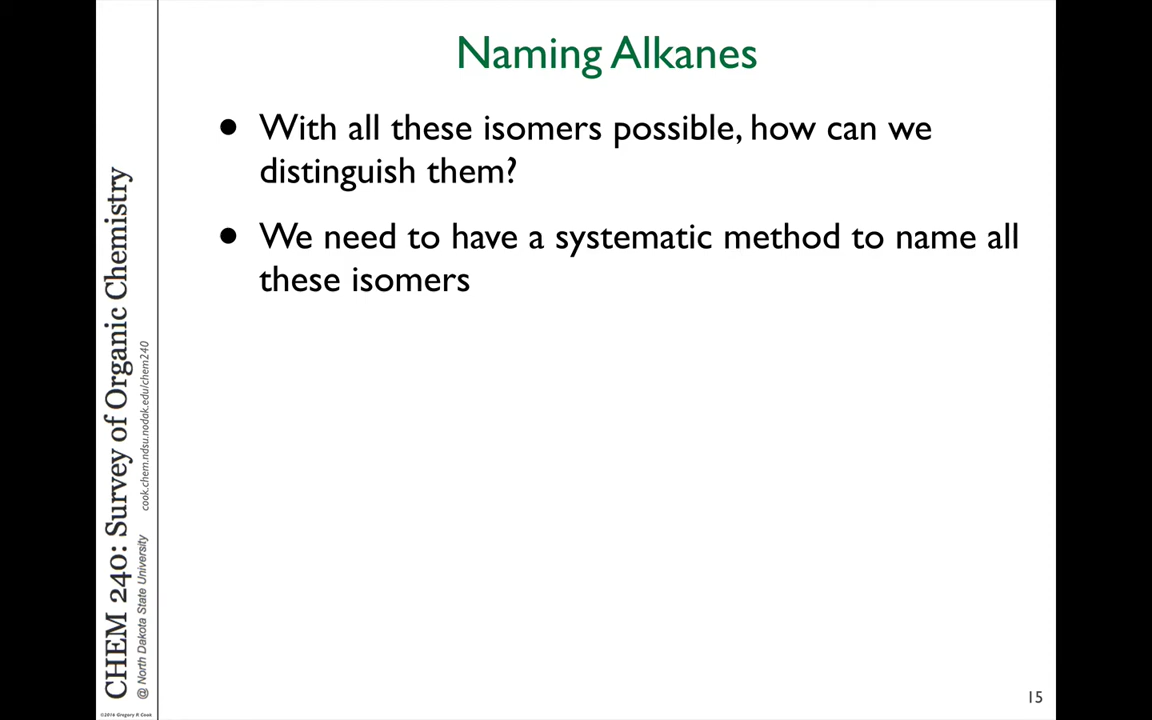 Naming Alkanes
• With all these isomers possible, how can we
distinguish them?
• We need to have a systematic method to name all
these isomers
CHEM 240: Survey of Organic Chemistry
@ North Dakota State University cook.chem.ndsu.nodak.edu/chem240
©2016 Gregory R Cook
15